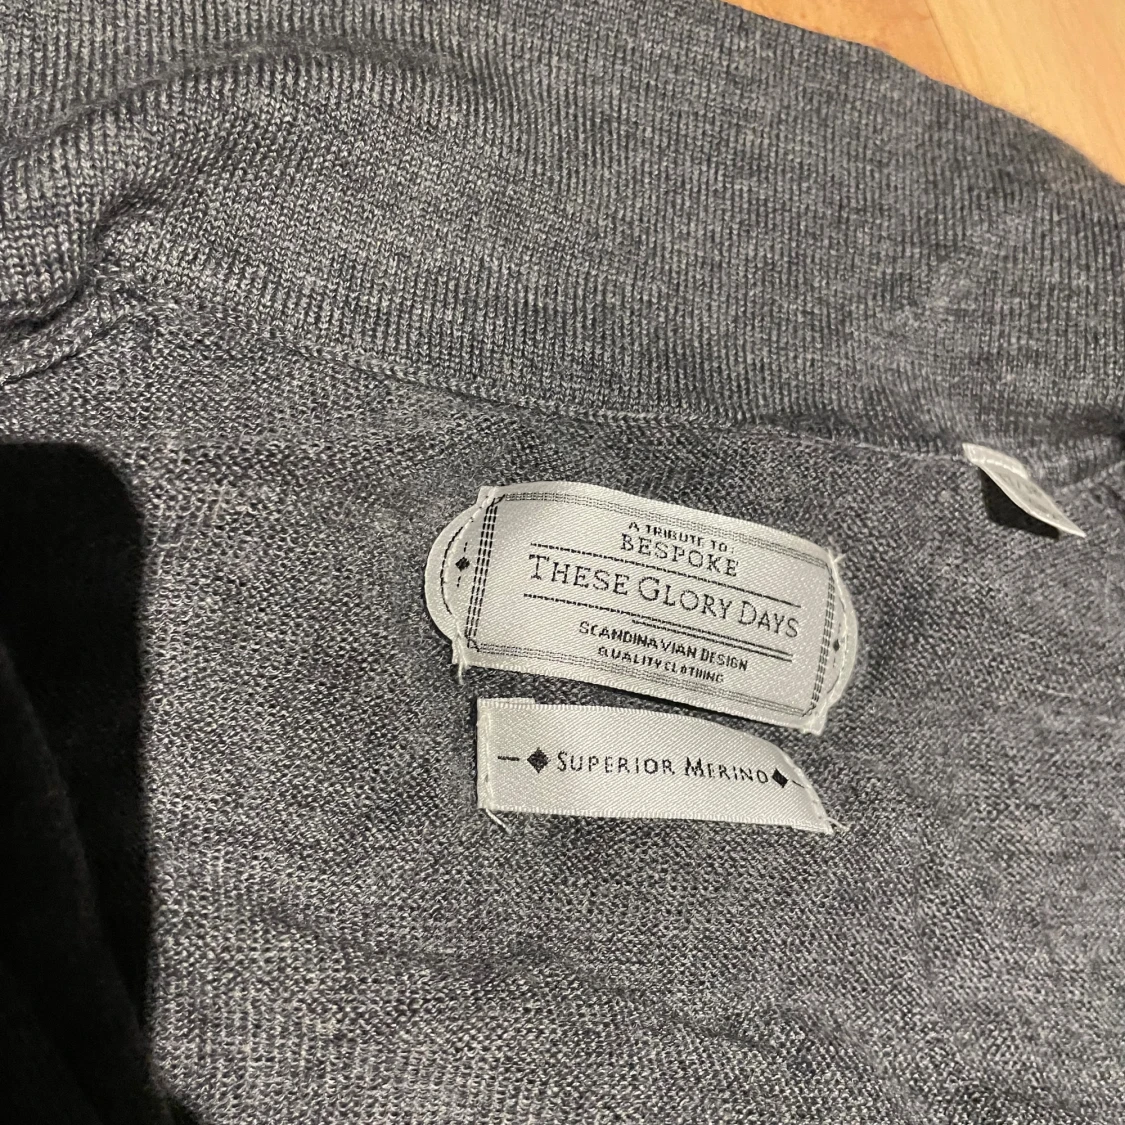 A TRIBUTE TO:
BESPOKE
THESE GLORY DAYS
SCANDINAVIAN DESIGN
QUALITY CLOTHING
SUPERIOR MERINO